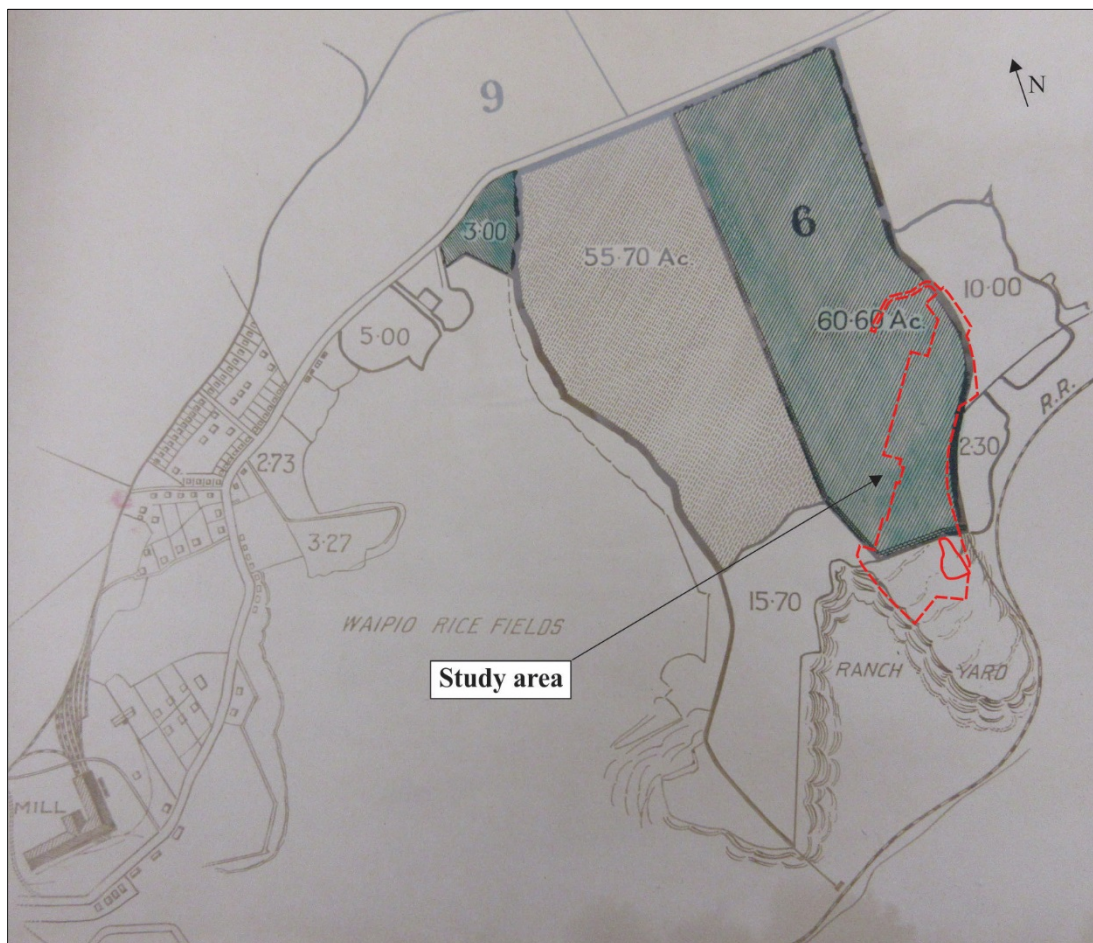 9
N
3·00
55·70 Ac.
6
5·00
60·60 Ac.
10·00
R.R.
2·73
2·30
3·27
15·70
WAIPIO RICE FIELDS
Study area
RANCH YARD
MILL